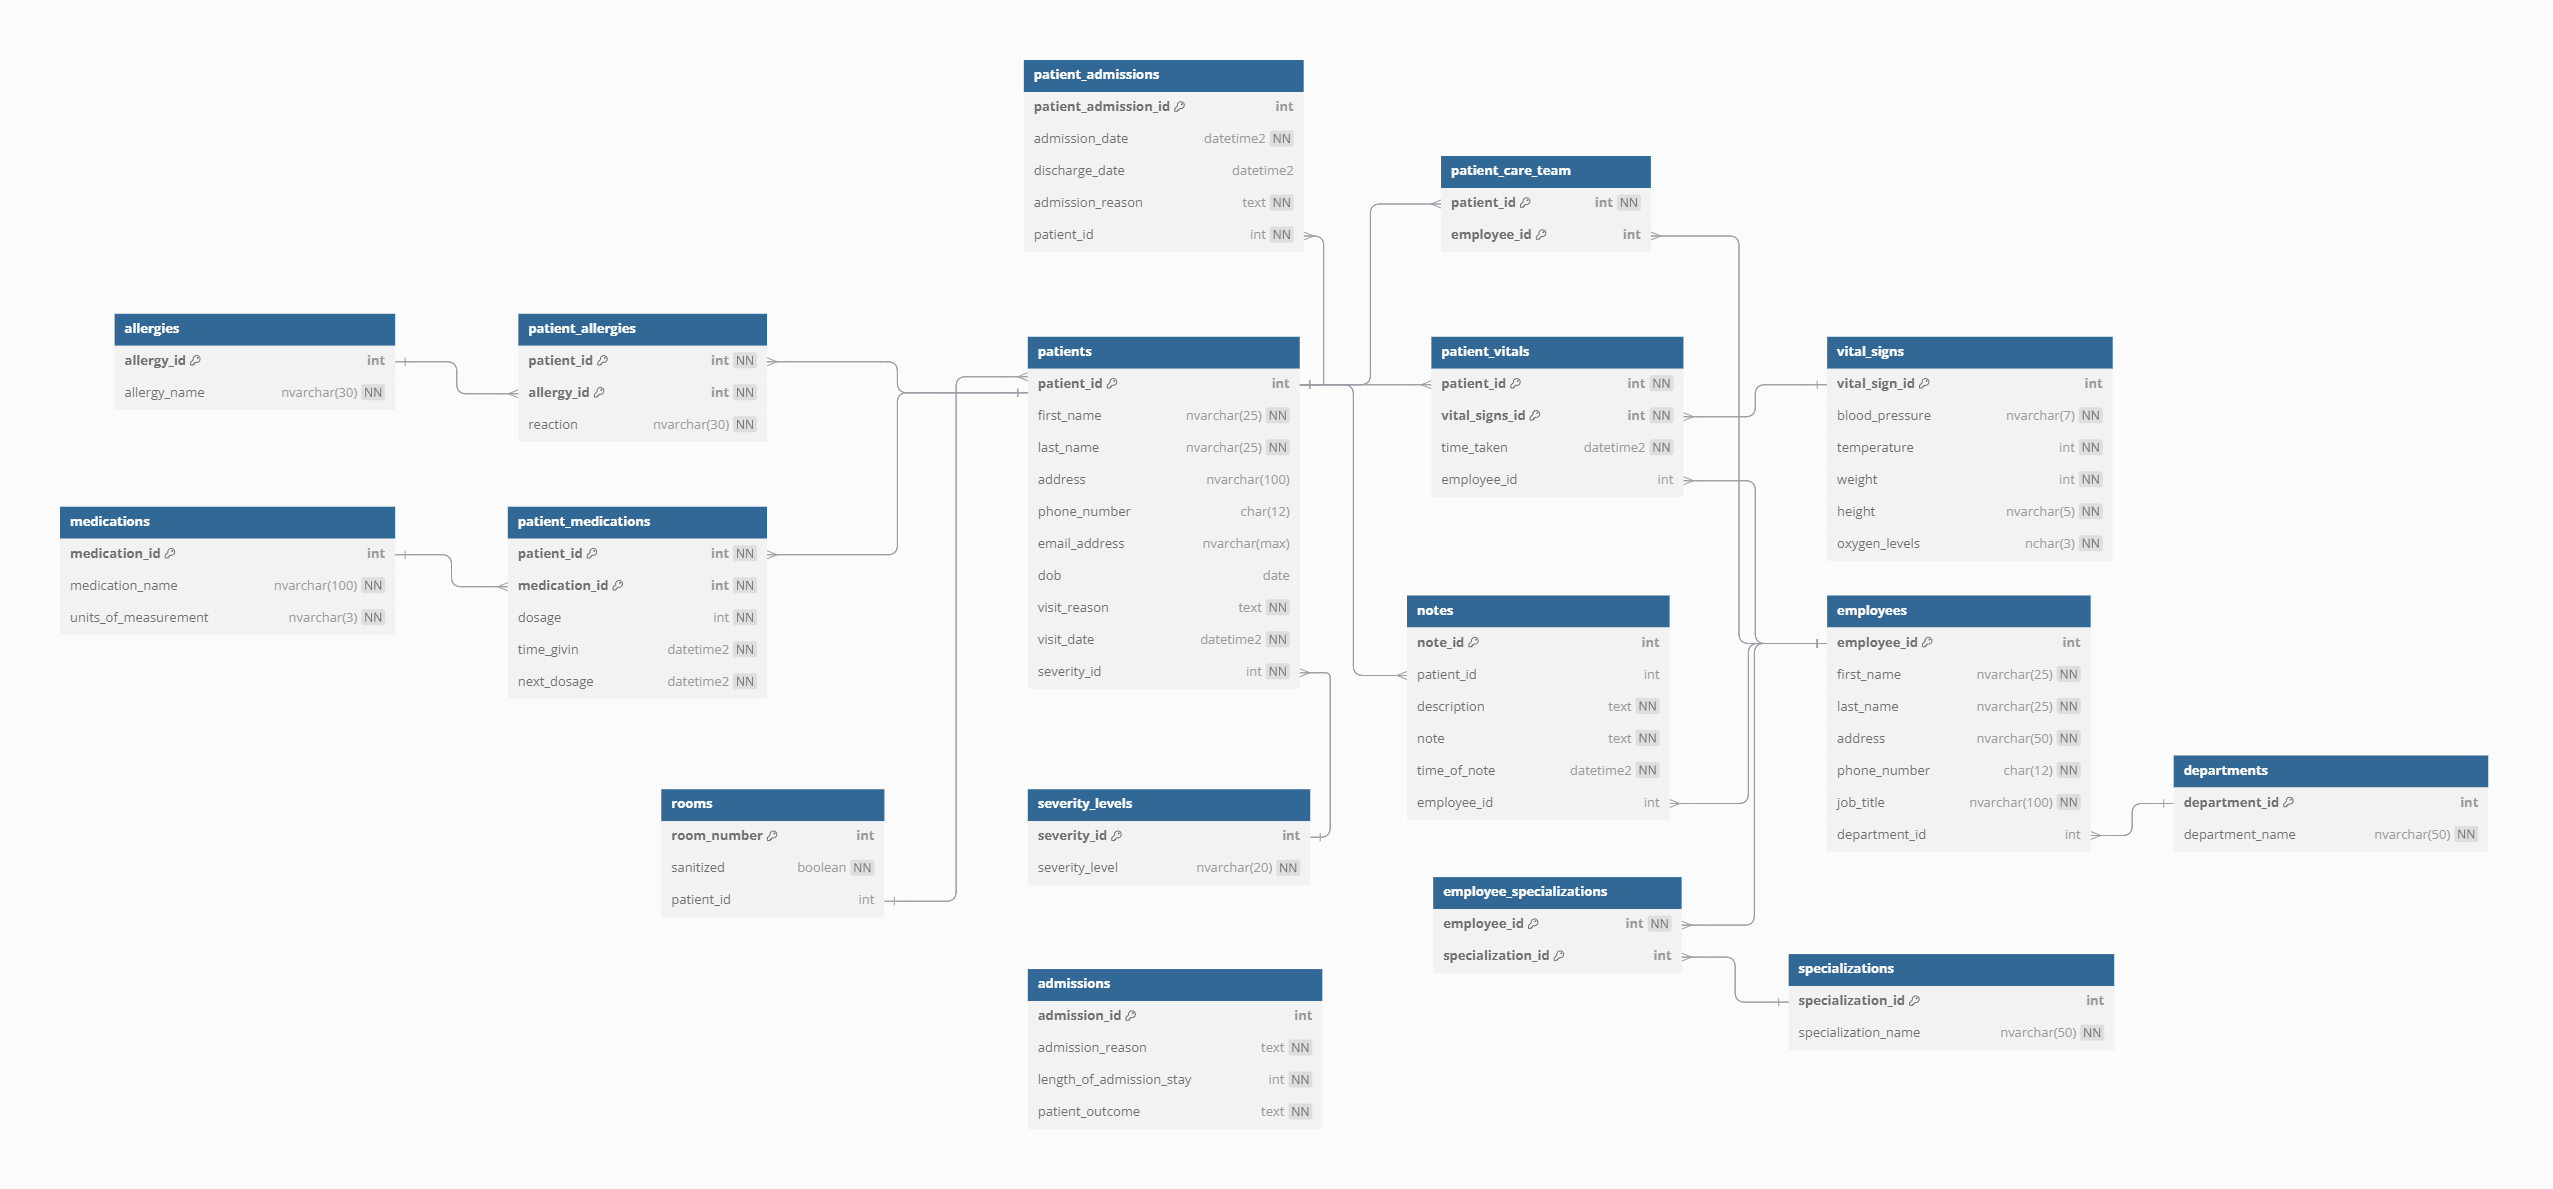 patient_admissions
patient_admission_id int
admission_date datetime2 NN
discharge_date datetime2
admission_reason text NN
patient_id int NN
patient_care_team
patient_id int NN
employee_id int
allergies
allergy_id int
allergy_name nvarchar(30) NN
patient_allergies
patient_id int NN
allergy_id int NN
reaction nvarchar(30) NN
patients
patient_id int
first_name nvarchar(25) NN
last_name nvarchar(25) NN
address nvarchar(100)
phone_number char(12)
email_address nvarchar(max)
dob date
visit_reason text NN
visit_date datetime2 NN
severity_id int NN
patient_vitals
patient_id int NN
vital_signs_id int NN
time_taken datetime2 NN
employee_id int
vital_signs
vital_sign_id int
blood_pressure nvarchar(7) NN
temperature int NN
weight int NN
height nvarchar(5) NN
oxygen_levels nchar(3) NN
medications
medication_id int
medication_name nvarchar(100) NN
units_of_measurement nvarchar(3) NN
patient_medications
patient_id int NN
medication_id int NN
dosage int NN
time_givin datetime2 NN
next_dosage datetime2 NN
notes
note_id int
patient_id int
description text NN
note text NN
time_of_note datetime2 NN
employee_id int
employees
employee_id int
first_name nvarchar(25) NN
last_name nvarchar(25) NN
address nvarchar(50) NN
phone_number char(12) NN
job_title nvarchar(100) NN
department_id int
departments
department_id int
department_name nvarchar(50) NN
rooms
room_number int
sanitized boolean NN
patient_id int
severity_levels
severity_id int
severity_level nvarchar(20) NN
employee_specializations
employee_id int NN
specialization_id int
specializations
specialization_id int
specialization_name nvarchar(50) NN
admissions
admission_id int
admission_reason text NN
length_of_admission_stay int NN
patient_outcome text NN